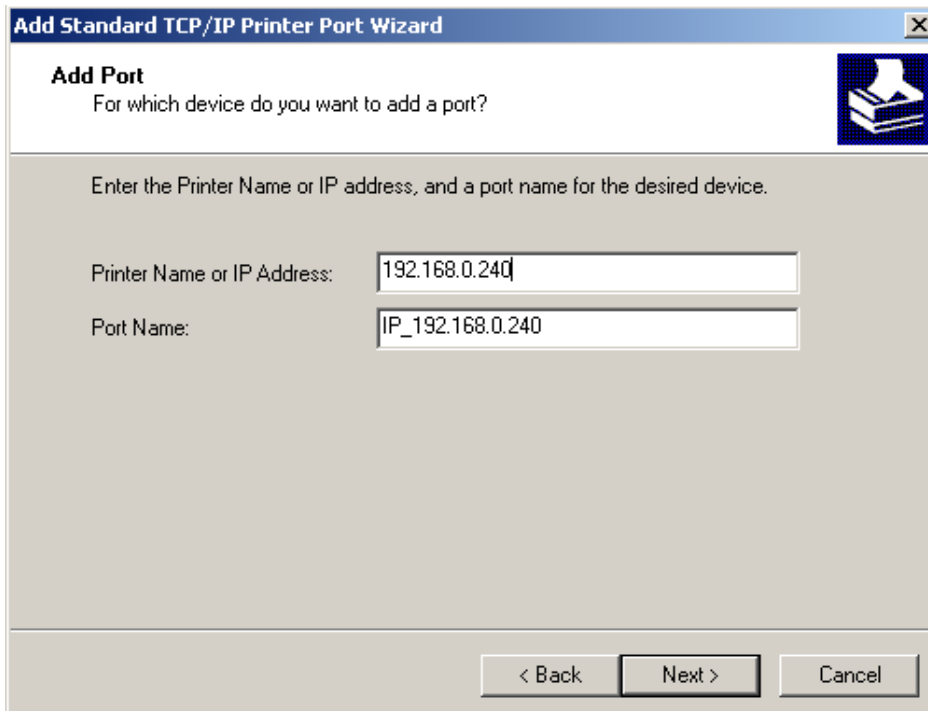 Add Standard TCP/IP Printer Port Wizard
Add Port
For which device do you want to add a port?
Enter the Printer Name or IP address, and a port name for the desired device.
Printer Name or IP Address: 192.168.0.240
Port Name: IP_192.168.0.240
< Back Next > Cancel